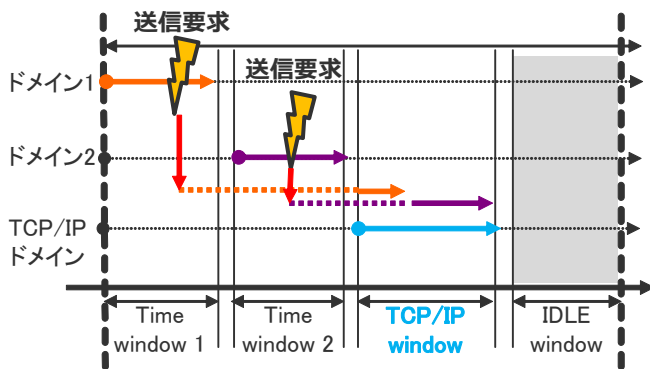 送信要求
送信要求
ドメイン1
ドメイン2
TCP/IP
ドメイン
Time
window 1
Time
window 2
TCP/IP
window
IDLE
window